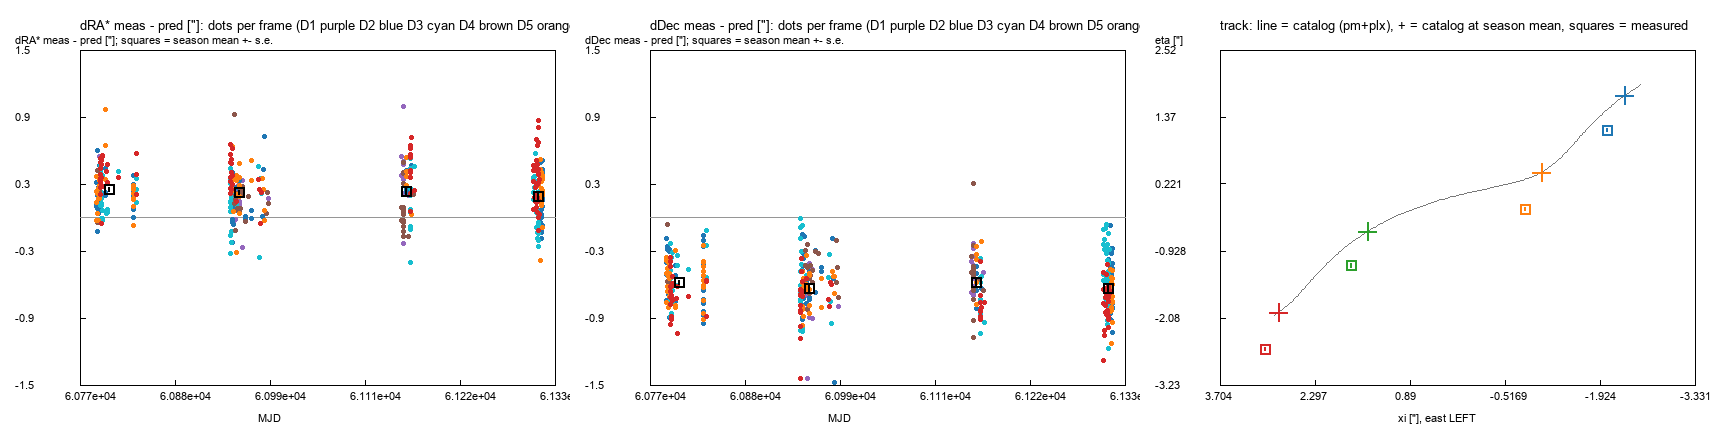 dRA* meas - pred ["]: dots per frame (D1 purple D2 blue D3 cyan D4 brown D5 orang
dRA* meas - pred ["]; squares = season mean +- s.e.
1.5
0.9
0.3
-0.3
-0.9
-1.5
6.077e+04 6.088e+04 6.099e+04 6.111e+04 6.122e+04 6.133e
MJD
dDec meas - pred ["]: dots per frame (D1 purple D2 blue D3 cyan D4 brown D5 orang
dDec meas - pred ["]; squares = season mean +- s.e.
1.5
0.9
0.3
-0.3
-0.9
-1.5
6.077e+04 6.088e+04 6.099e+04 6.111e+04 6.122e+04 6.133e
MJD
track: line = catalog (pm+plx), + = catalog at season mean, squares = measured
eta ["]
2.52
1.37
0.221
-0.928
-2.08
-3.23
3.704 2.297 0.89 -0.5169 -1.924 -3.331
xi ["], east LEFT